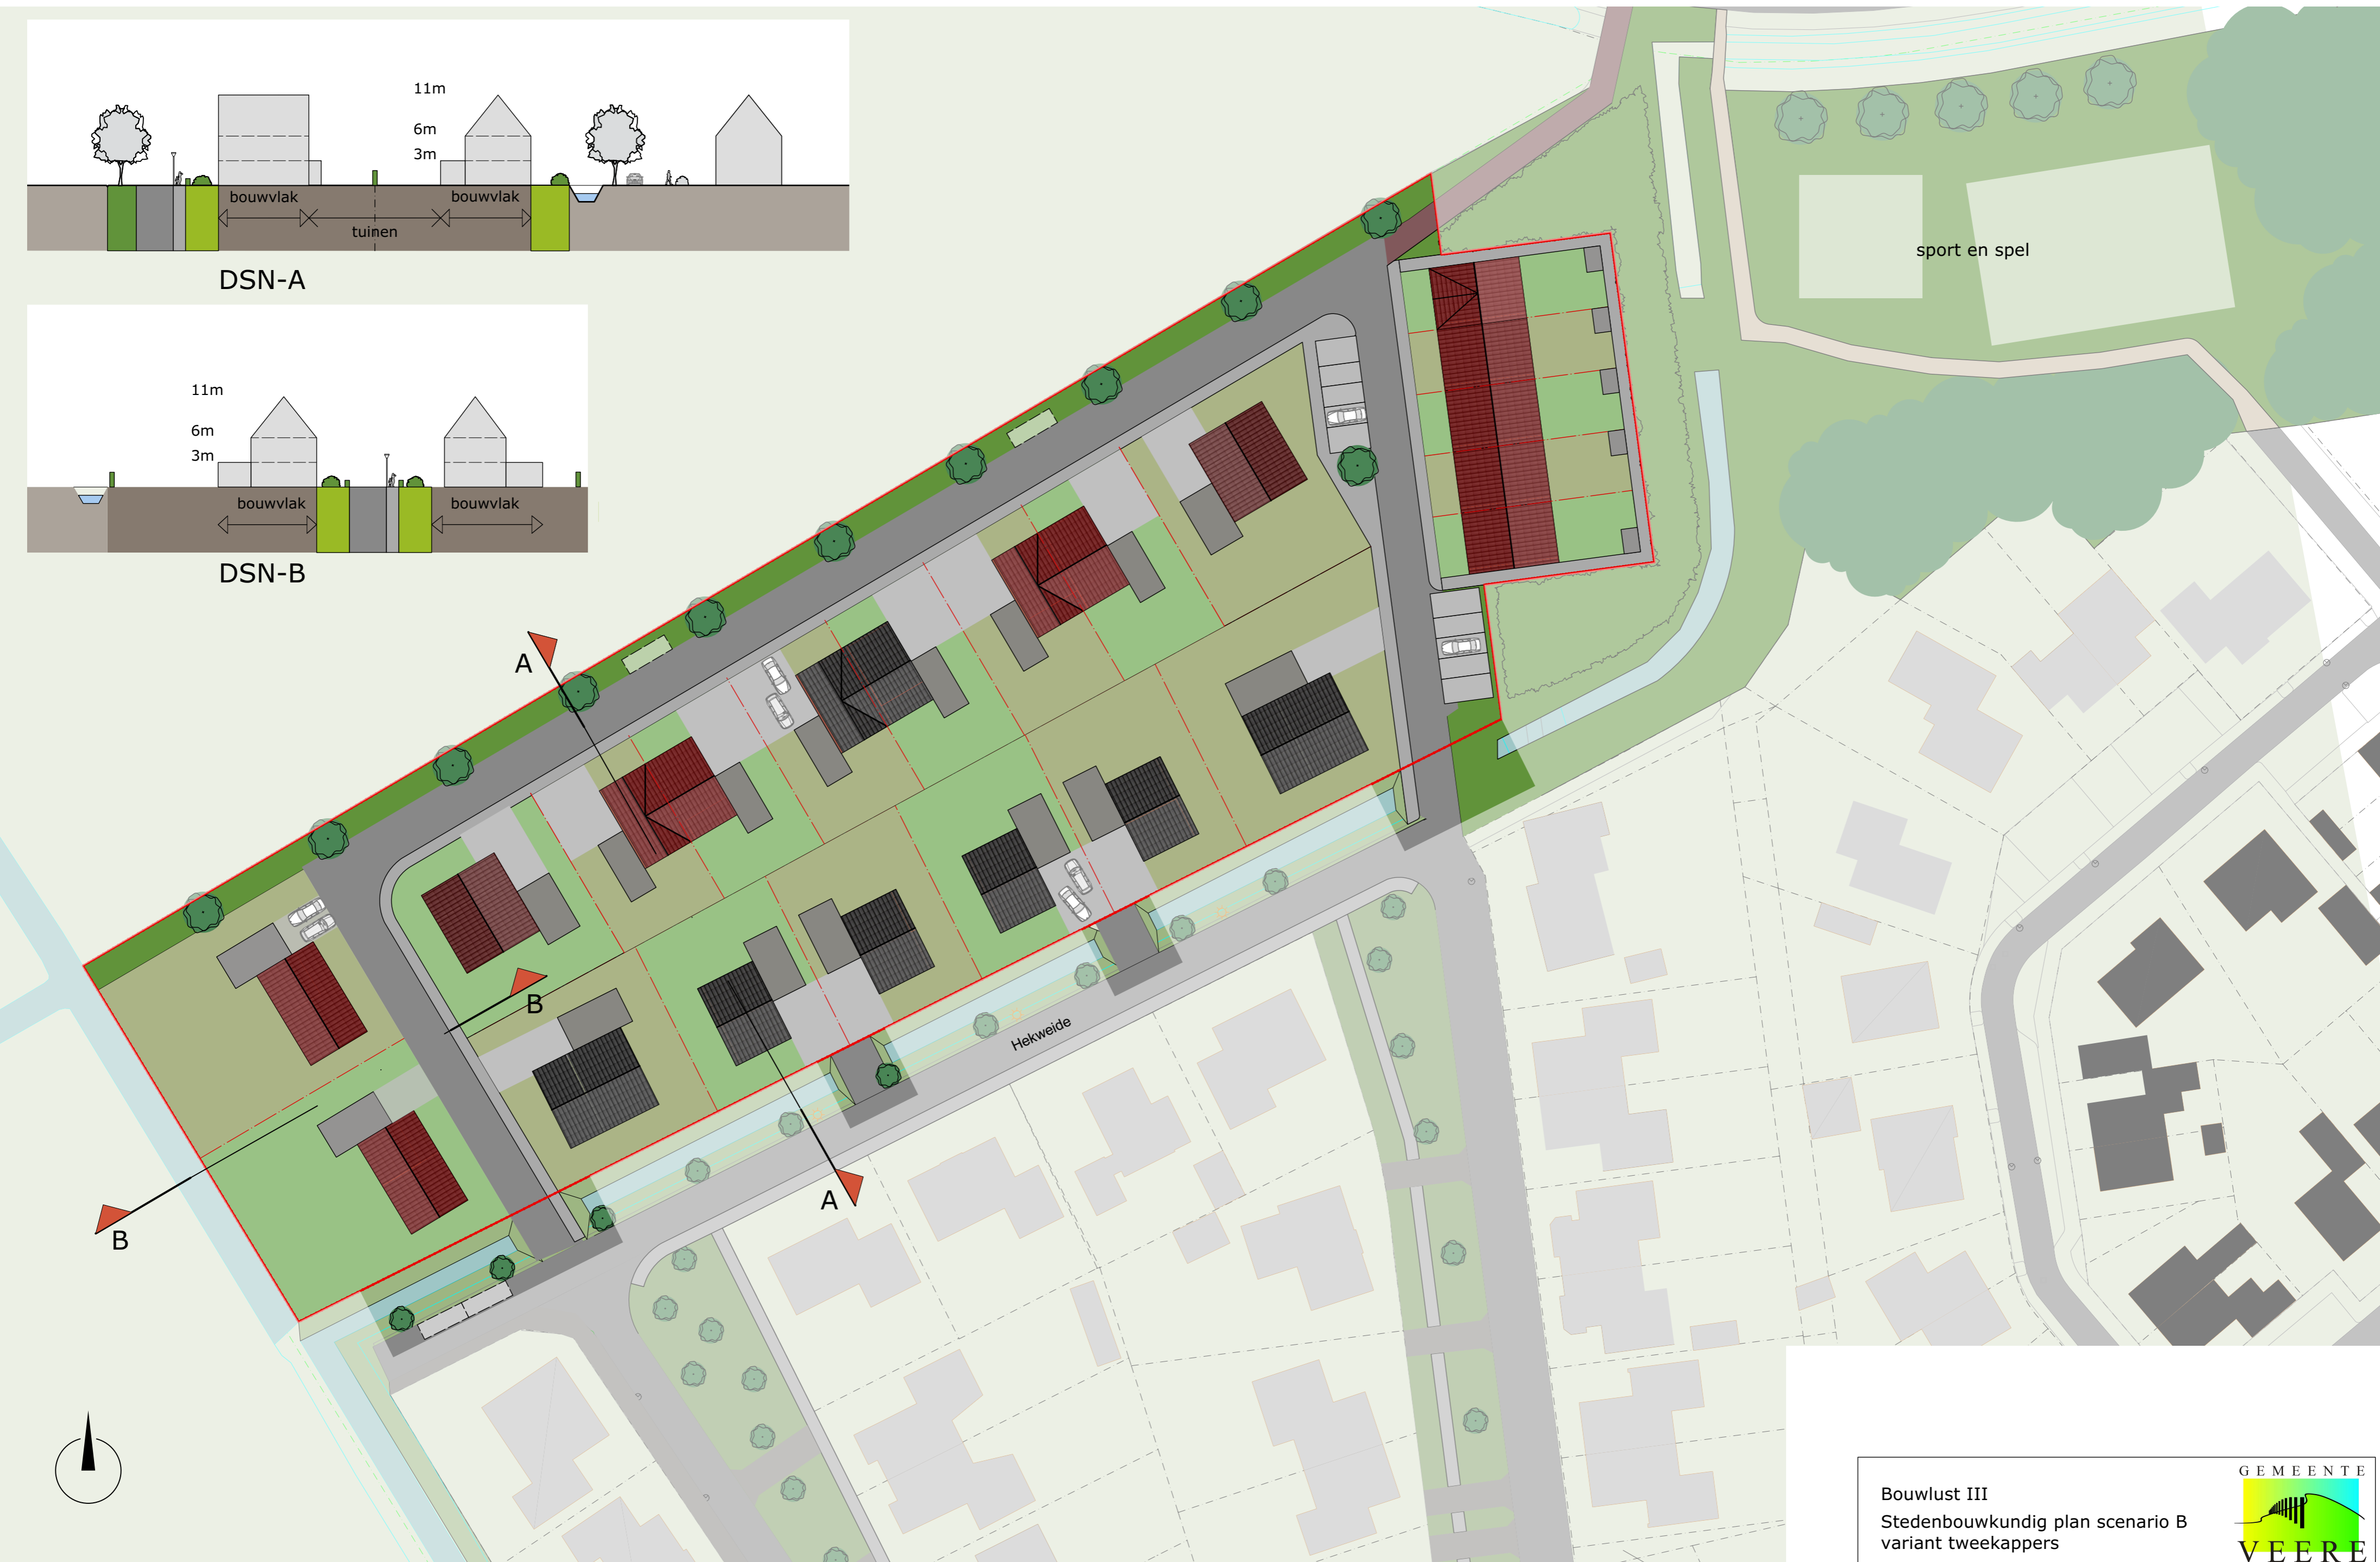 11m
6m
3m
bouwvlak
bouwvlak
tuinen
DSN-A
11m
6m
3m
bouwvlak
bouwvlak
DSN-B
sport en spel
A
B
B
A
Hekweide
GEMEENTE
Bouwlust III
Stedenbouwkundig plan scenario B
variant tweekappers
VEERE